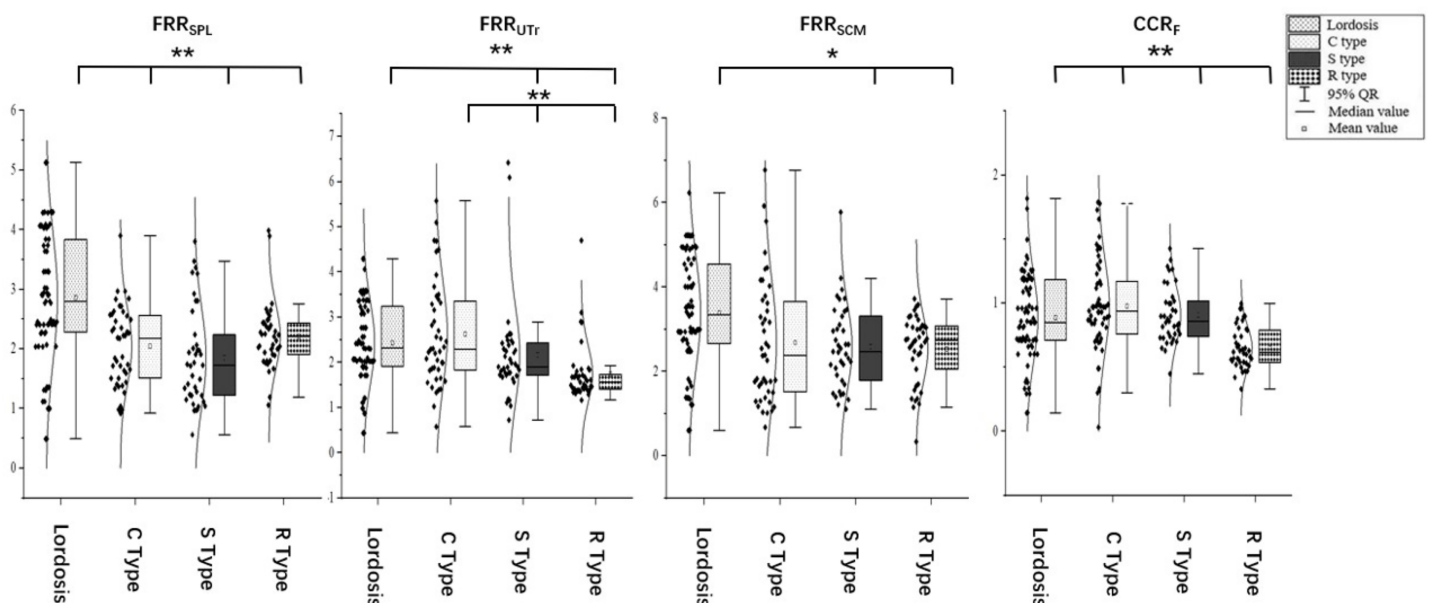 FRRSPL
**
6
5
4
3
2
1
0
Lordosis
C Type
S Type
R Type
FRRUTr
**
**
7
6
5
4
3
2
1
0
-1
Lordosis
C Type
S Type
R Type
FRRSCM
*
8
6
4
2
0
Lordosis
C Type
S Type
R Type
CCRF
**
2
1
0
Lordosis
C Type
S Type
R Type
Lordosis
C type
S type
R type
95% QR
Median value
Mean value